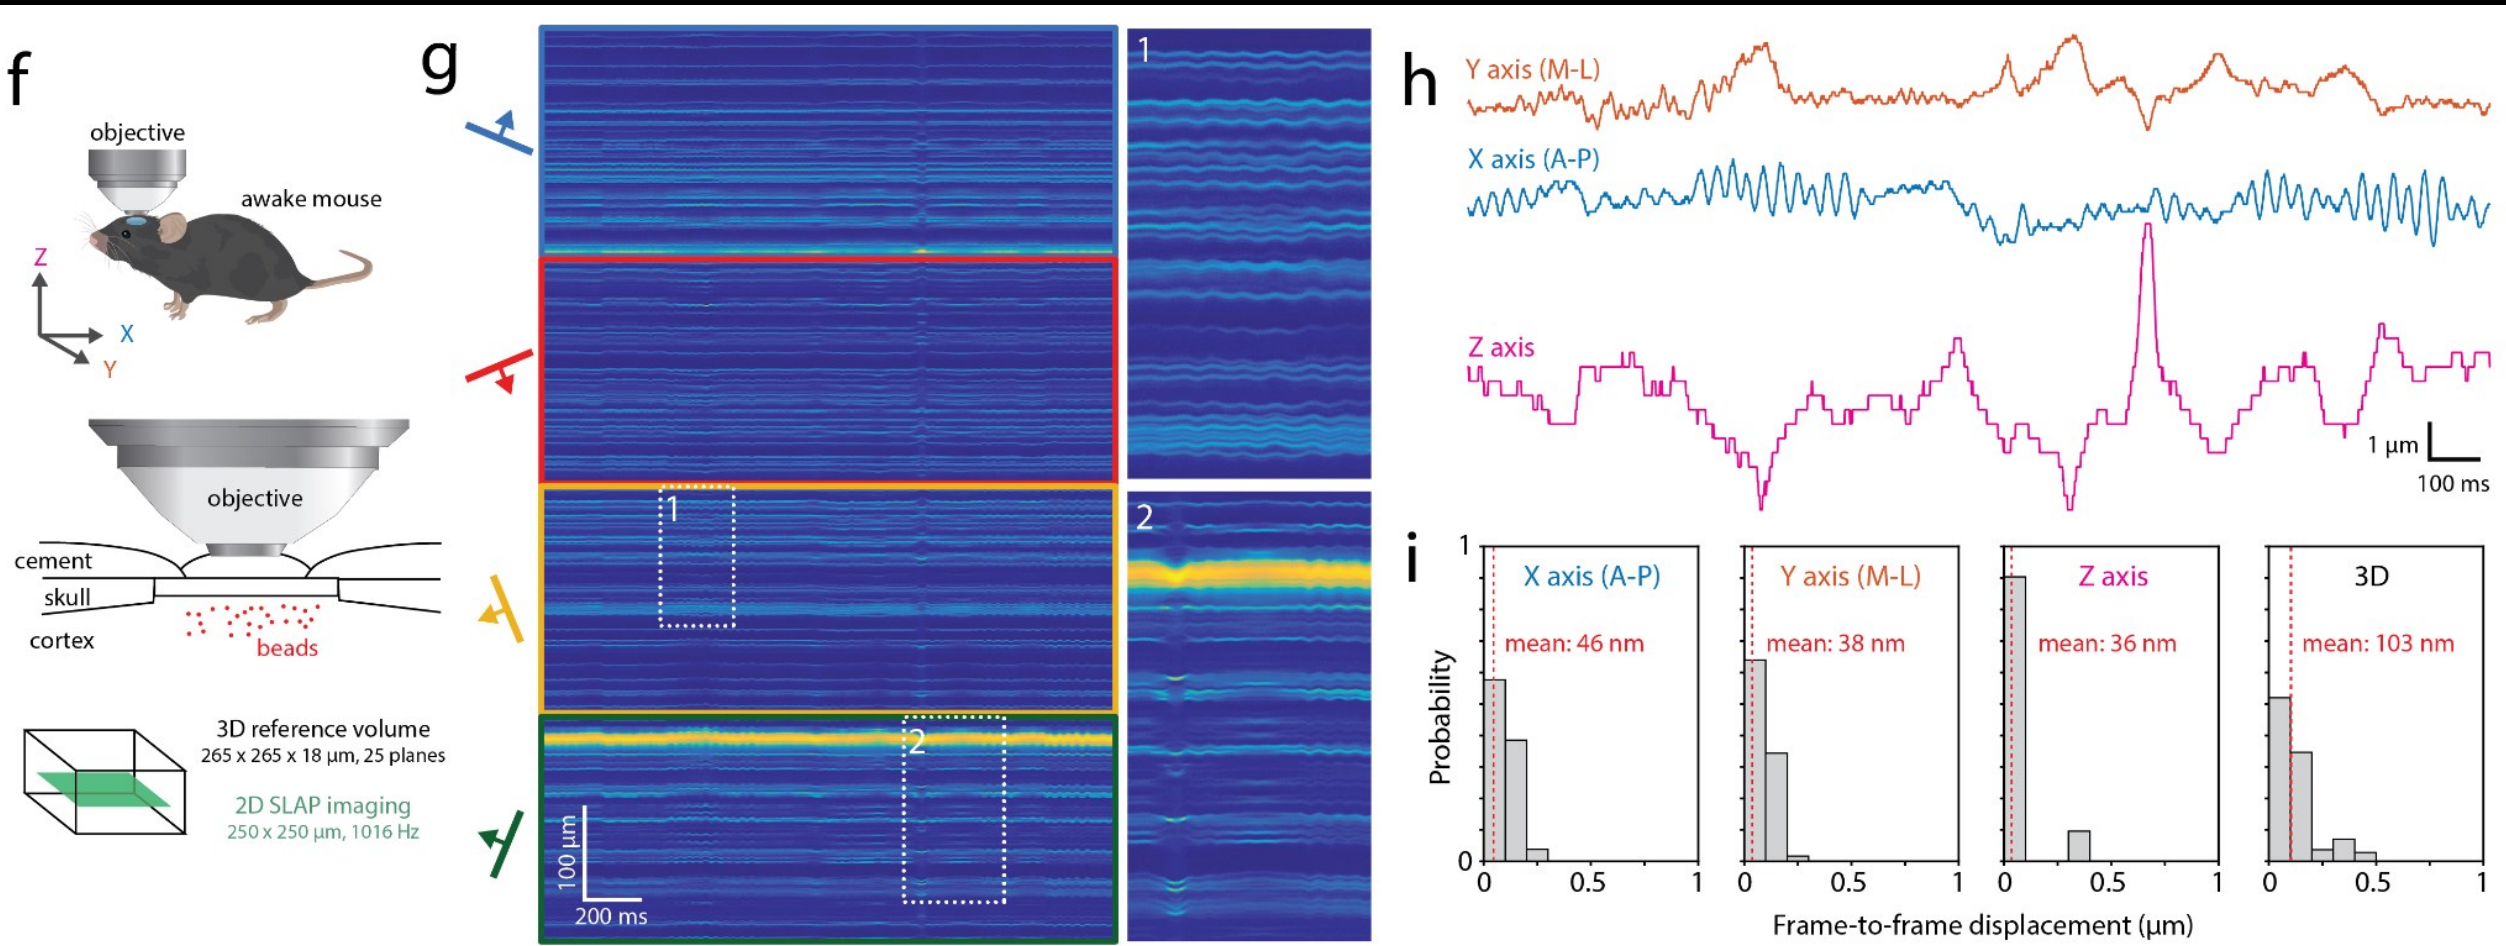 f
objective
awake mouse
Z
X
Y
objective
cement
skull
cortex
beads
3D reference volume
265 x 265 x 18 µm, 25 planes
2D SLAP imaging
250 x 250 µm, 1016 Hz
g
1
2
100 µm
200 ms
1
2
h
Y axis (M-L)
X axis (A-P)
Z axis
1 µm
100 ms
i
Probability
1
0
X axis (A-P)
mean: 46 nm
0 0.5 1
Y axis (M-L)
mean: 38 nm
0 0.5 1
Z axis
mean: 36 nm
0 0.5 1
3D
mean: 103 nm
0 0.5 1
Frame-to-frame displacement (µm)